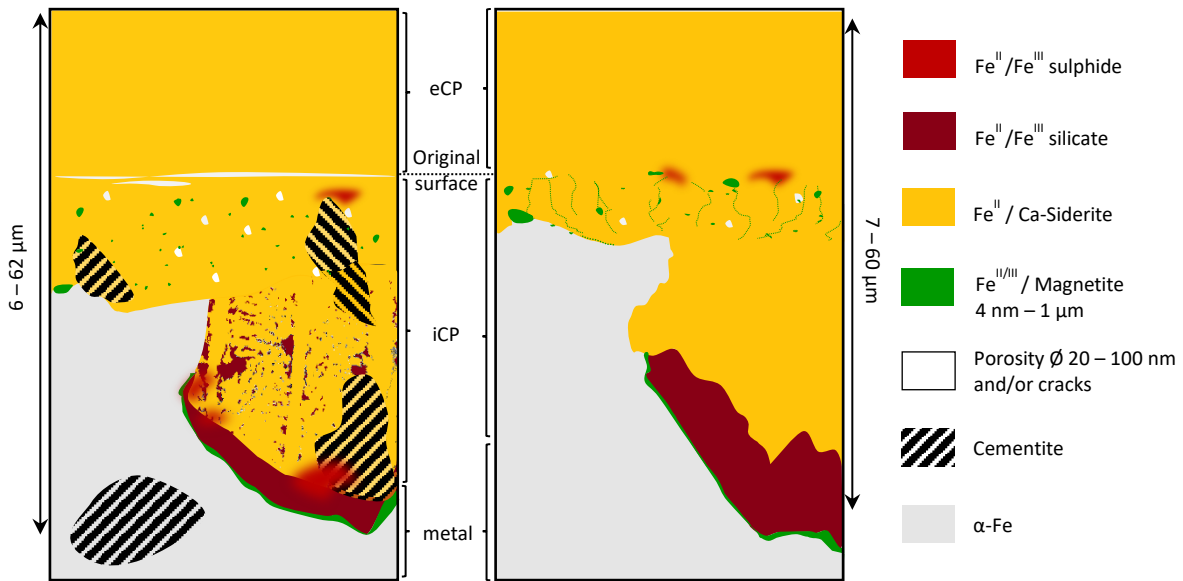 6 – 62 µm
eCP
Original
surface
iCP
metal
7 – 60 µm
Feᴵᴵ/Feᴵᴵᴵ sulphide
Feᴵᴵ/Feᴵᴵᴵ silicate
Feᴵᴵ / Ca-Siderite
Feᴵᴵ/ᴵᴵᴵ / Magnetite
4 nm – 1 µm
Porosity Ø 20 – 100 nm
and/or cracks
Cementite
α-Fe